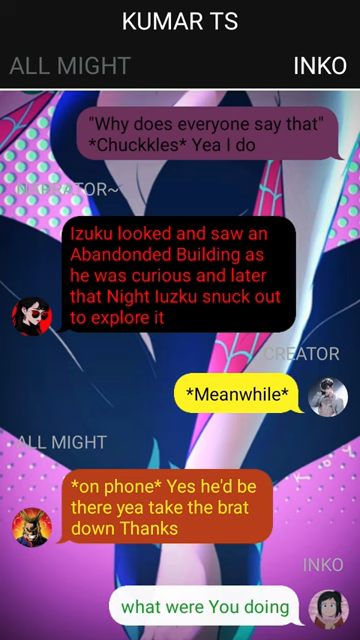 KUMAR TS
ALL MIGHT
INKO
"Why does everyone say that"
*Chuckkles* Yea I do
NARRATOR~
Izuku looked and saw an
Abandonded Building as
he was curious and later
that Night Iuzku snuck out
to explore it
CREATOR
*Meanwhile*
ALL MIGHT
*on phone* Yes he'd be
there yea take the brat
down Thanks
INKO
what were You doing